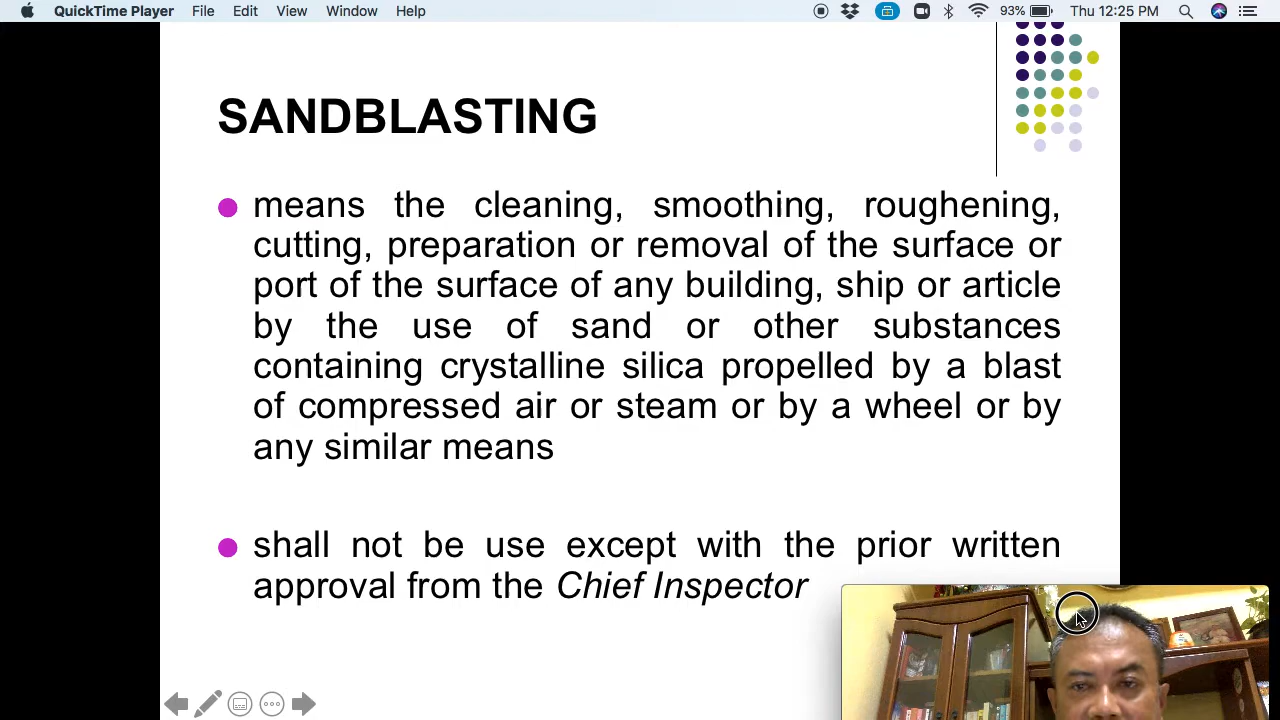 QuickTime Player File Edit View Window Help 93% Thu 12:25 PM
SANDBLASTING
means the cleaning, smoothing, roughening,
cutting, preparation or removal of the surface or
port of the surface of any building, ship or article
by the use of sand or other substances
containing crystalline silica propelled by a blast
of compressed air or steam or by a wheel or by
any similar means
shall not be use except with the prior written
approval from the Chief Inspector